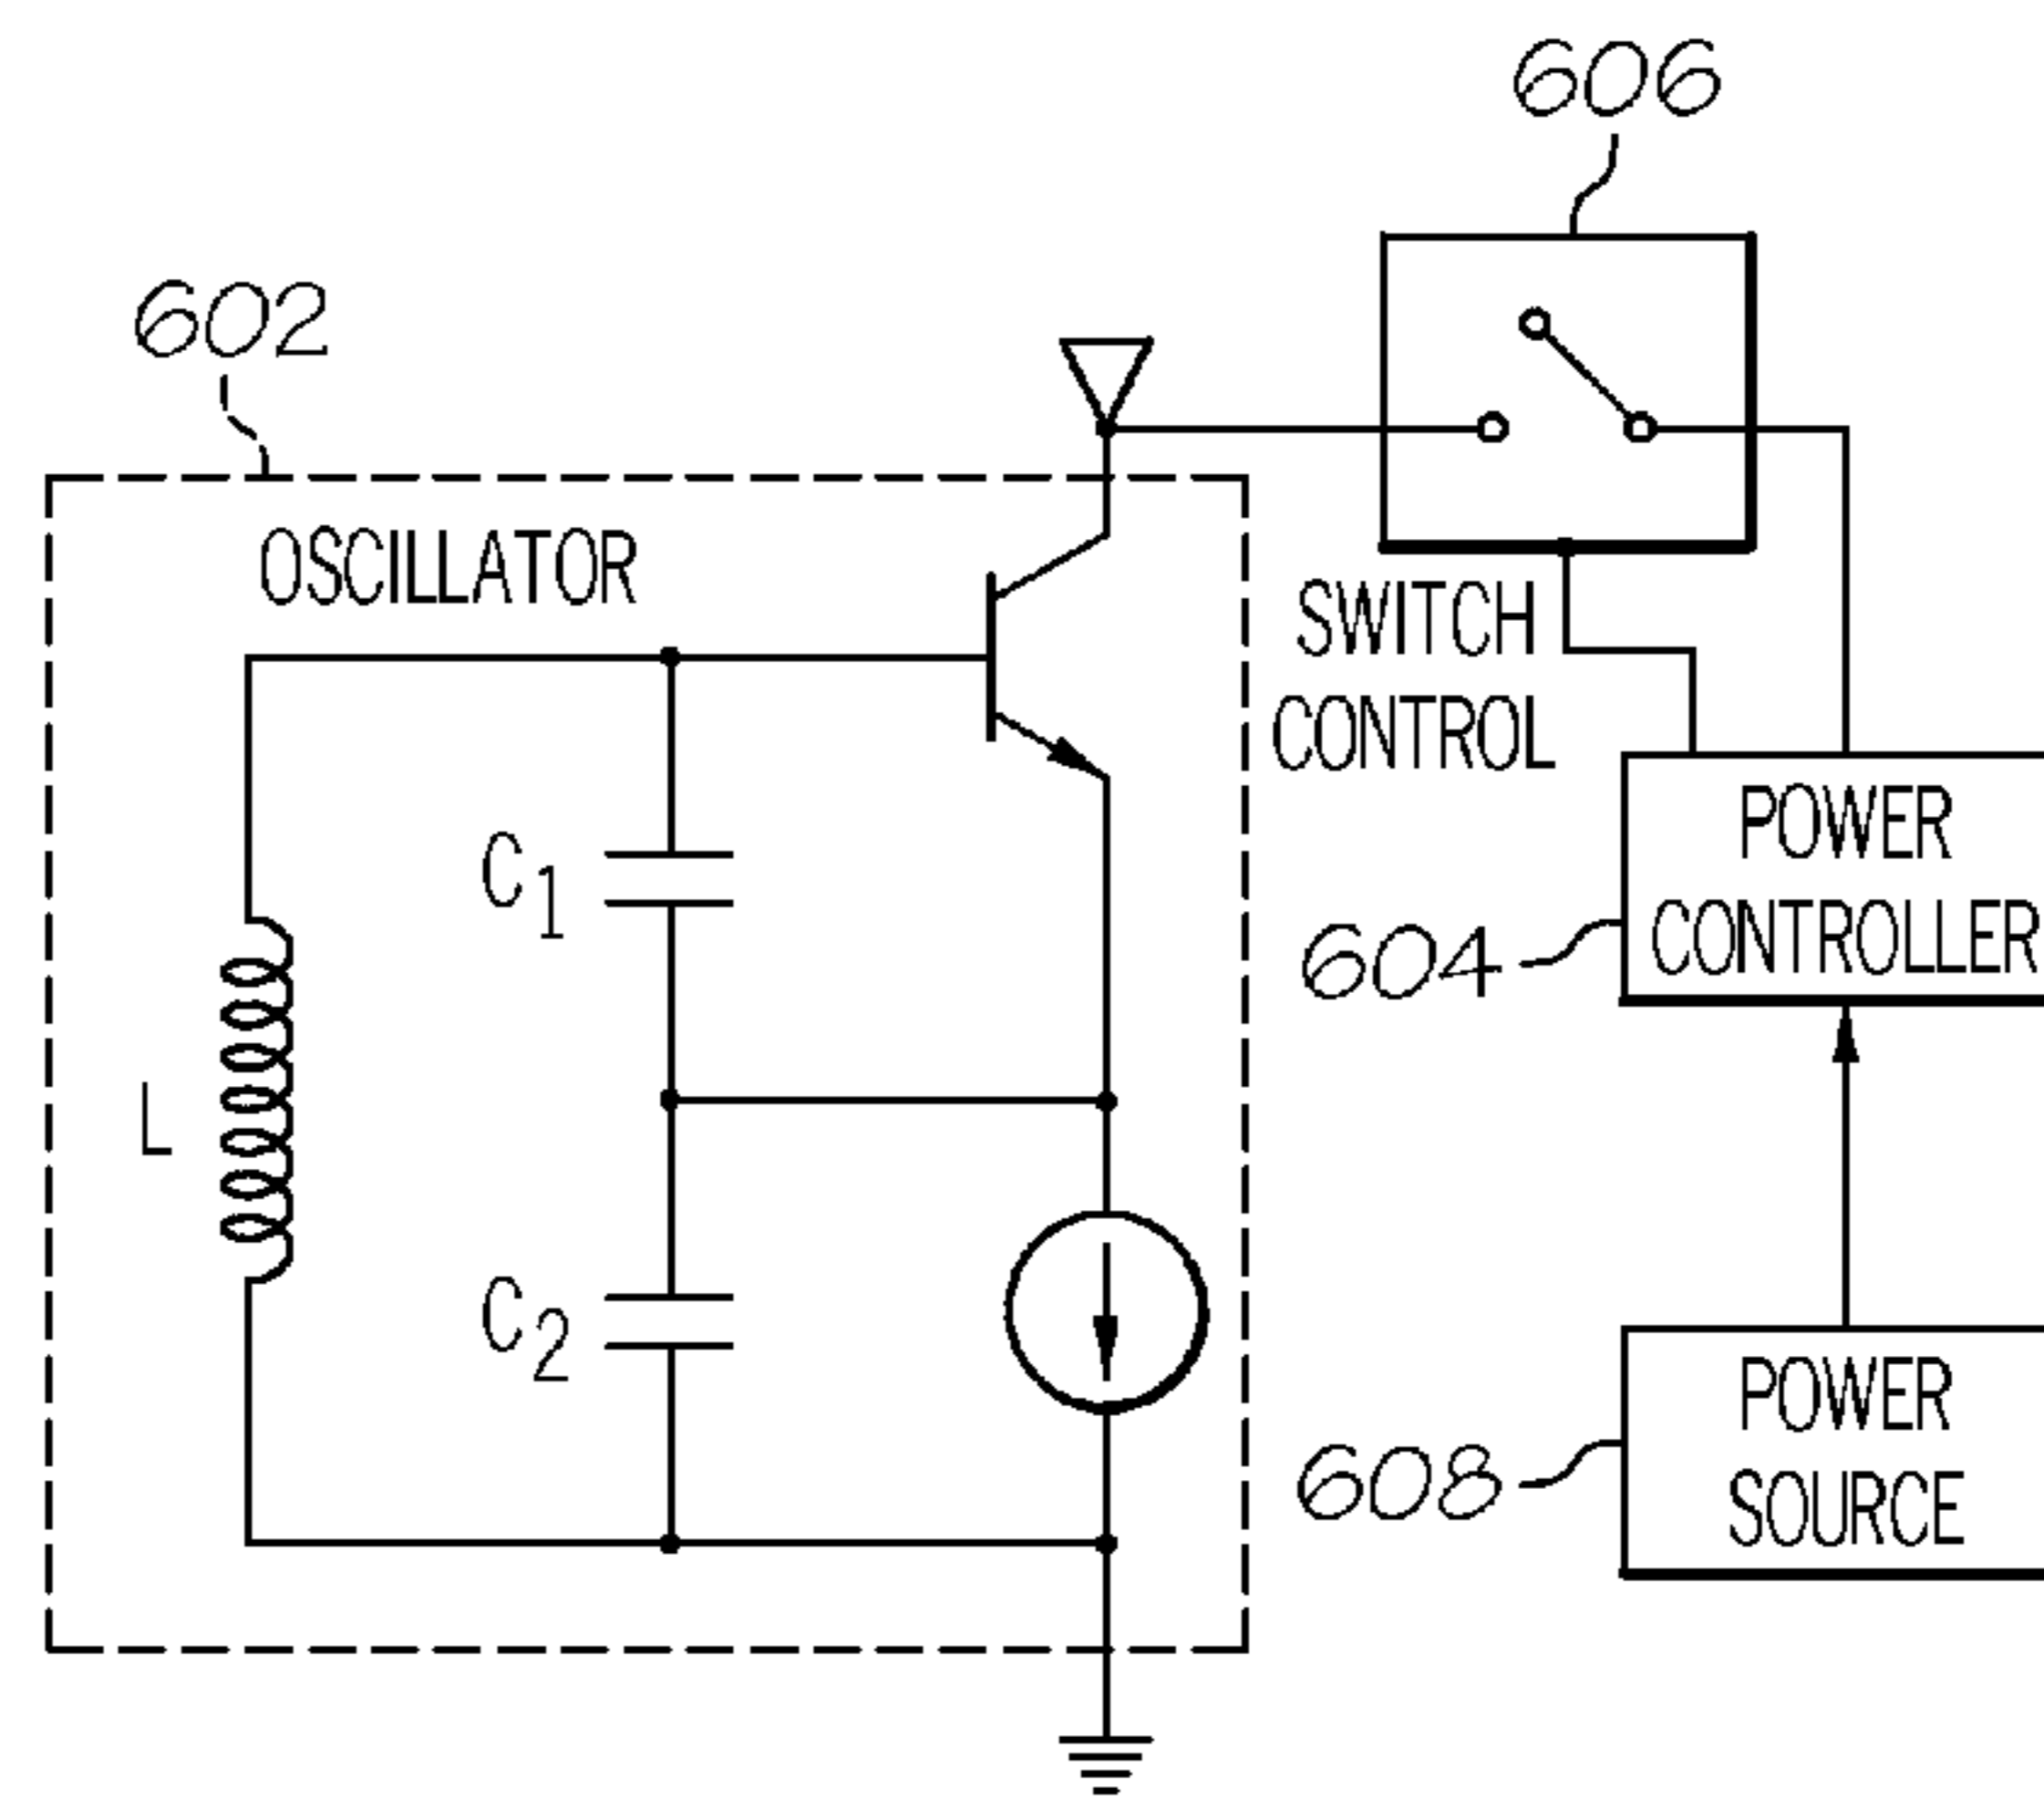 606
602
OSCILLATOR
SWITCH
CONTROL
POWER
CONTROLLER
604
C1
L
C2
POWER
SOURCE
608